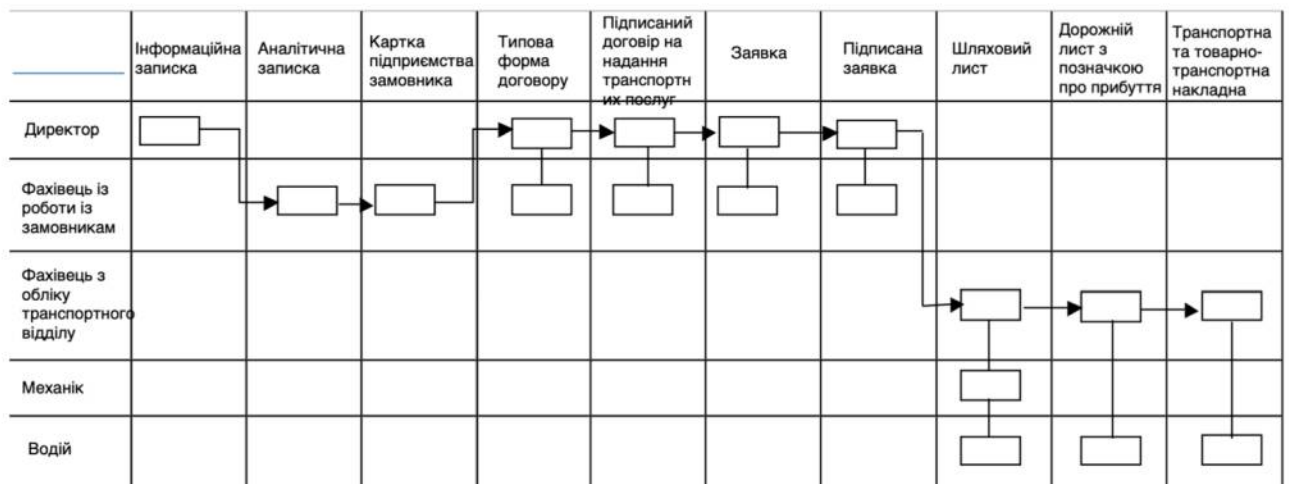 Інформаційна
записка
Аналітична
записка
Картка
підприємства
замовника
Типова
форма
договору
Підписаний
договір на
надання
транспортн
их послуг
Заявка
Підписана
заявка
Шляховий
лист
Дорожній
лист з
позначкою
про прибуття
Транспортна
та товарно-
транспортна
накладна
Директор
Фахівець із
роботи із
замовникам
Фахівець з
обліку
транспортного
відділу
Механік
Водій